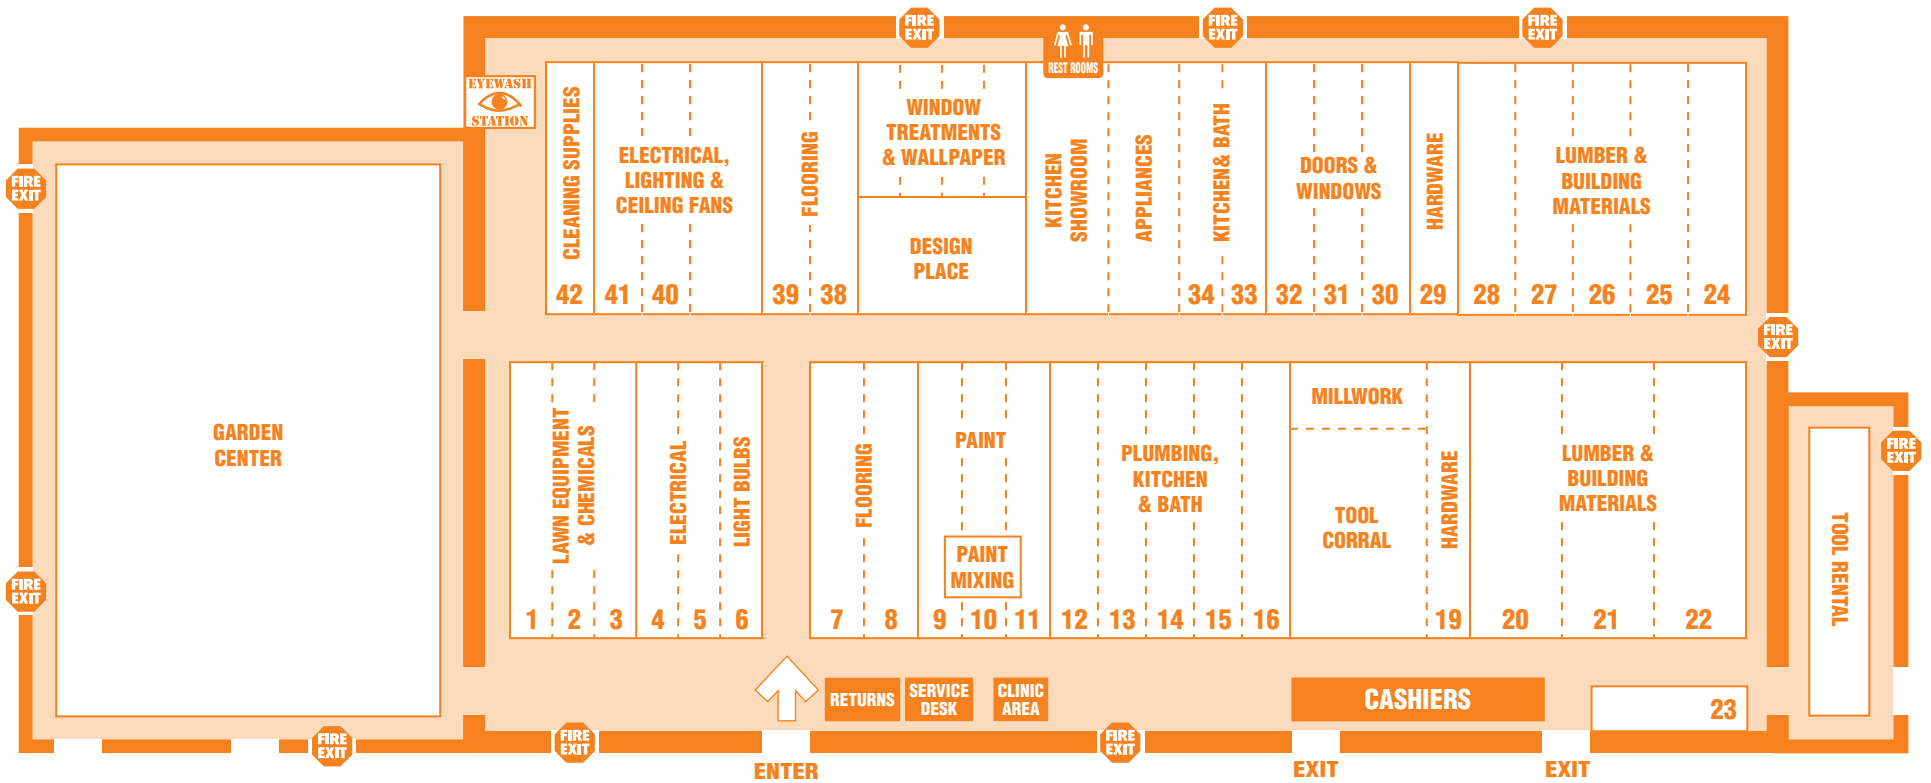 FIRE
EXIT
FIRE
EXIT
FIRE
EXIT
REST ROOMS
EYEWASH
STATION
CLEANING SUPPLIES
42
ELECTRICAL,
LIGHTING &
CEILING FANS
41
40
FLOORING
39
38
WINDOW
TREATMENTS
& WALLPAPER
DESIGN
PLACE
KITCHEN
SHOWROOM
APPLIANCES
KITCHEN& BATH
34
33
DOORS &
WINDOWS
32
31
30
HARDWARE
29
LUMBER &
BUILDING
MATERIALS
28
27
26
25
24
FIRE
EXIT
FIRE
EXIT
GARDEN
CENTER
FIRE
EXIT
FIRE
EXIT
LAWN EQUIPMENT
& CHEMICALS
1
2
3
ELECTRICAL
LIGHT BULBS
4
5
6
FLOORING
7
8
PAINT
PAINT
MIXING
9
10
11
PLUMBING,
KITCHEN
& BATH
12
13
14
15
16
MILLWORK
TOOL
CORRAL
HARDWARE
19
LUMBER &
BUILDING
MATERIALS
20
21
22
FIRE
EXIT
TOOL RENTAL
RETURNS
SERVICE
DESK
CLINIC
AREA
CASHIERS
23
FIRE
EXIT
FIRE
EXIT
ENTER
EXIT
EXIT